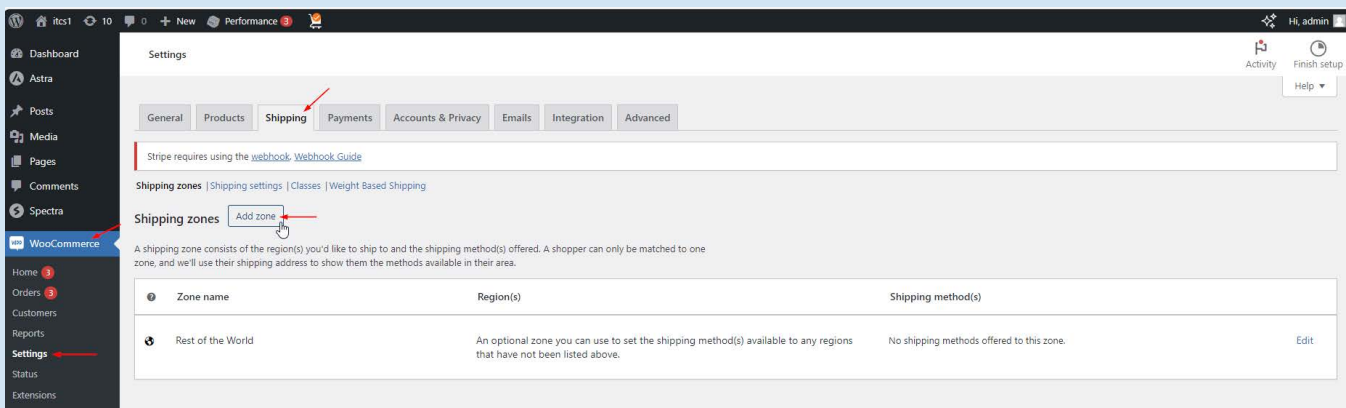 itcs1 10 0 + New Performance 3 Hi, admin
Dashboard
Astra
Posts
Media
Pages
Comments
Spectra
WooCommerce
Home 3
Orders 3
Customers
Reports
Settings
Status
Extensions
Settings
Activity Finish setup
Help
General Products Shipping Payments Accounts & Privacy Emails Integration Advanced
Stripe requires using the webhook. Webhook Guide
Shipping zones | Shipping settings | Classes | Weight Based Shipping
Shipping zones Add zone
A shipping zone consists of the region(s) you'd like to ship to and the shipping method(s) offered. A shopper can only be matched to one
zone, and we'll use their shipping address to show them the methods available in their area.
Zone name Region(s) Shipping method(s)
Rest of the World An optional zone you can use to set the shipping method(s) available to any regions No shipping methods offered to this zone. Edit
that have not been listed above.